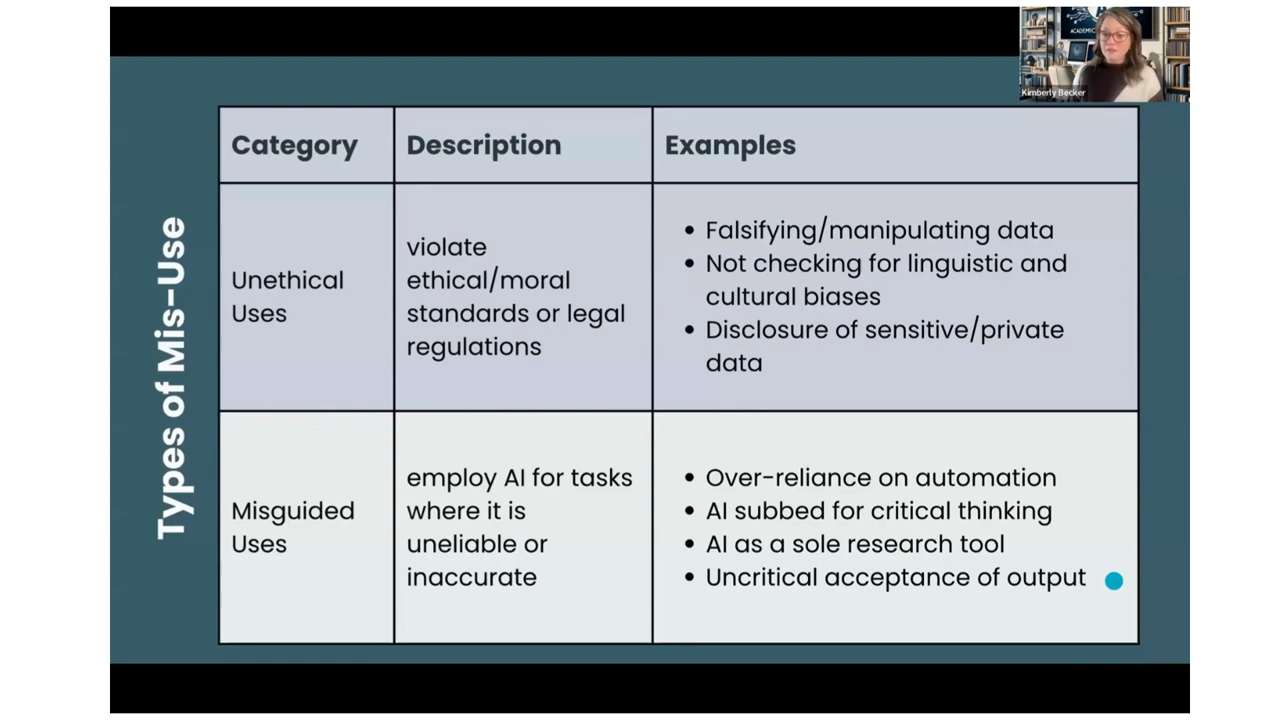 ACADEMIC
Kimberly Becker
Types of Mis-Use
Category
Description
Examples
Unethical
Uses
violate
ethical/moral
standards or legal
regulations
• Falsifying/manipulating data
• Not checking for linguistic and
cultural biases
• Disclosure of sensitive/private
data
Misguided
Uses
employ AI for tasks
where it is
uneliable or
inaccurate
• Over-reliance on automation
• AI subbed for critical thinking
• AI as a sole research tool
• Uncritical acceptance of output